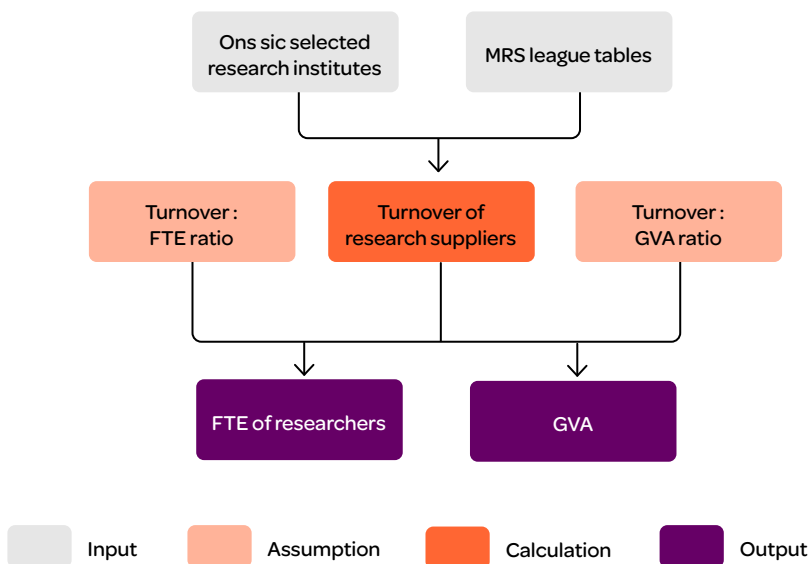 Ons sic selected
research institutes
MRS league tables
Turnover :
FTE ratio
Turnover of
research suppliers
Turnover :
GVA ratio
FTE of researchers
GVA
Input
Assumption
Calculation
Output